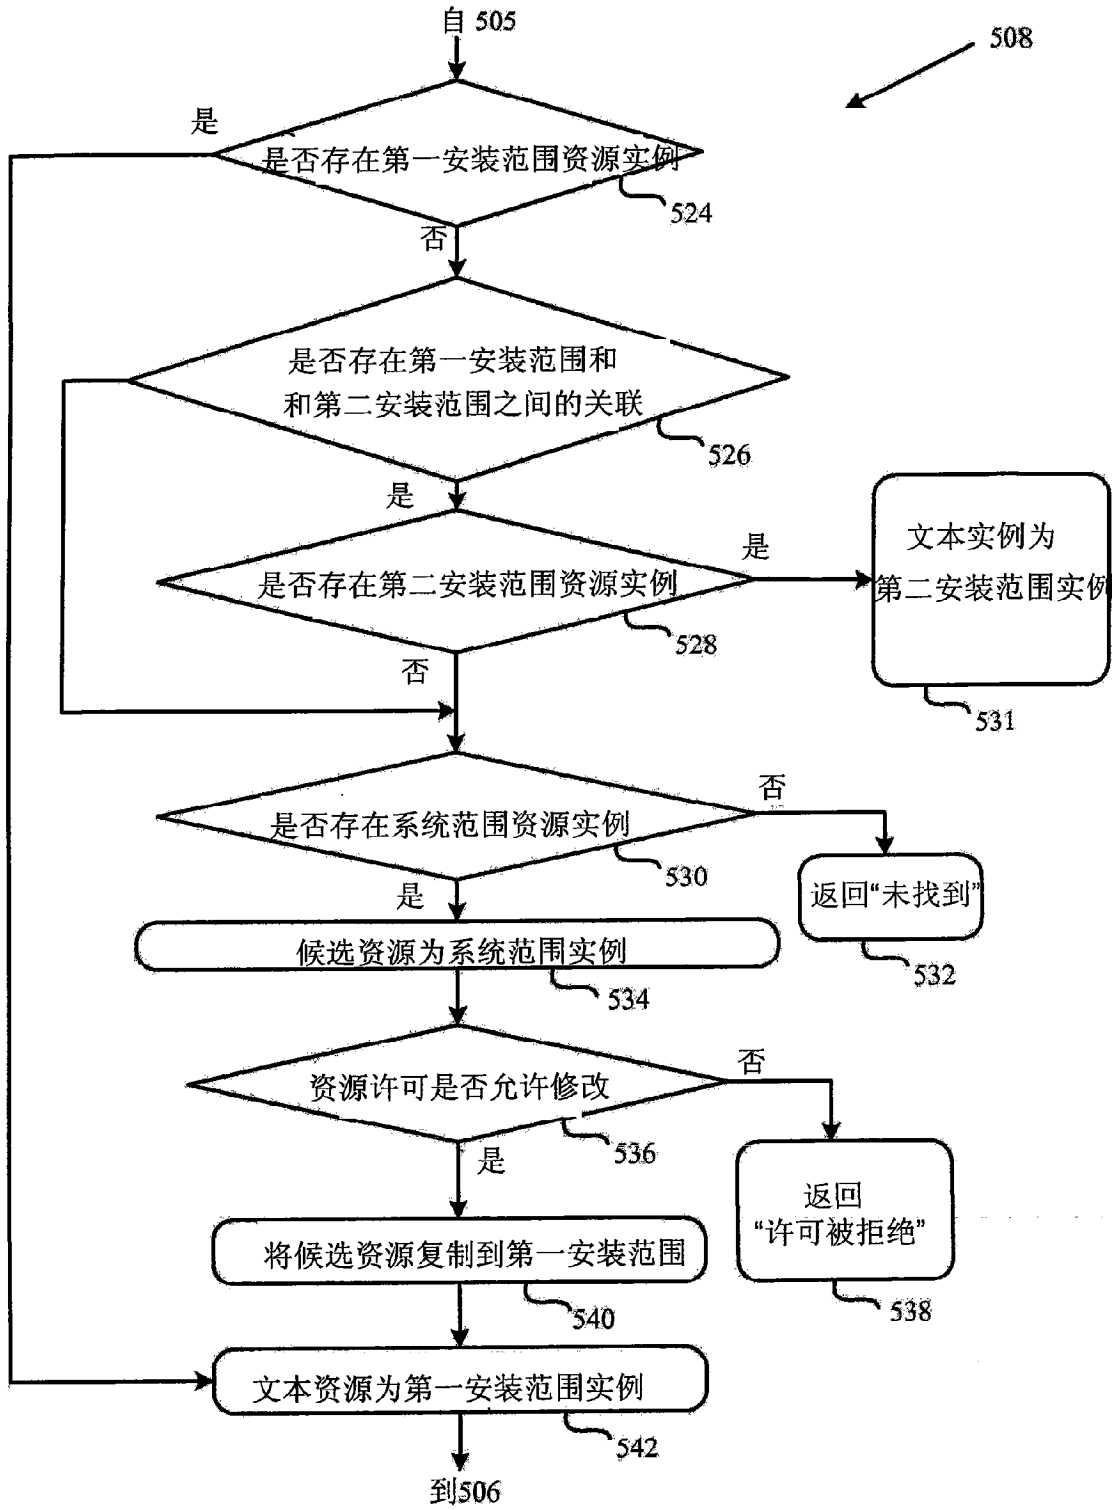 自 505
508
是
是否存在第一安装范围资源实例
524
否
是否存在第一安装范围和
和第二安装范围之间的关联
526
是
是否存在第二安装范围资源实例
528
是
文本实例为
第二安装范围实例
531
否
是否存在系统范围资源实例
530
否
返回“未找到”
532
是
候选资源为系统范围实例
534
资源许可是否允许修改
536
否
返回
“许可被拒绝”
538
是
将候选资源复制到第一安装范围
540
文本资源为第一安装范围实例
542
到506